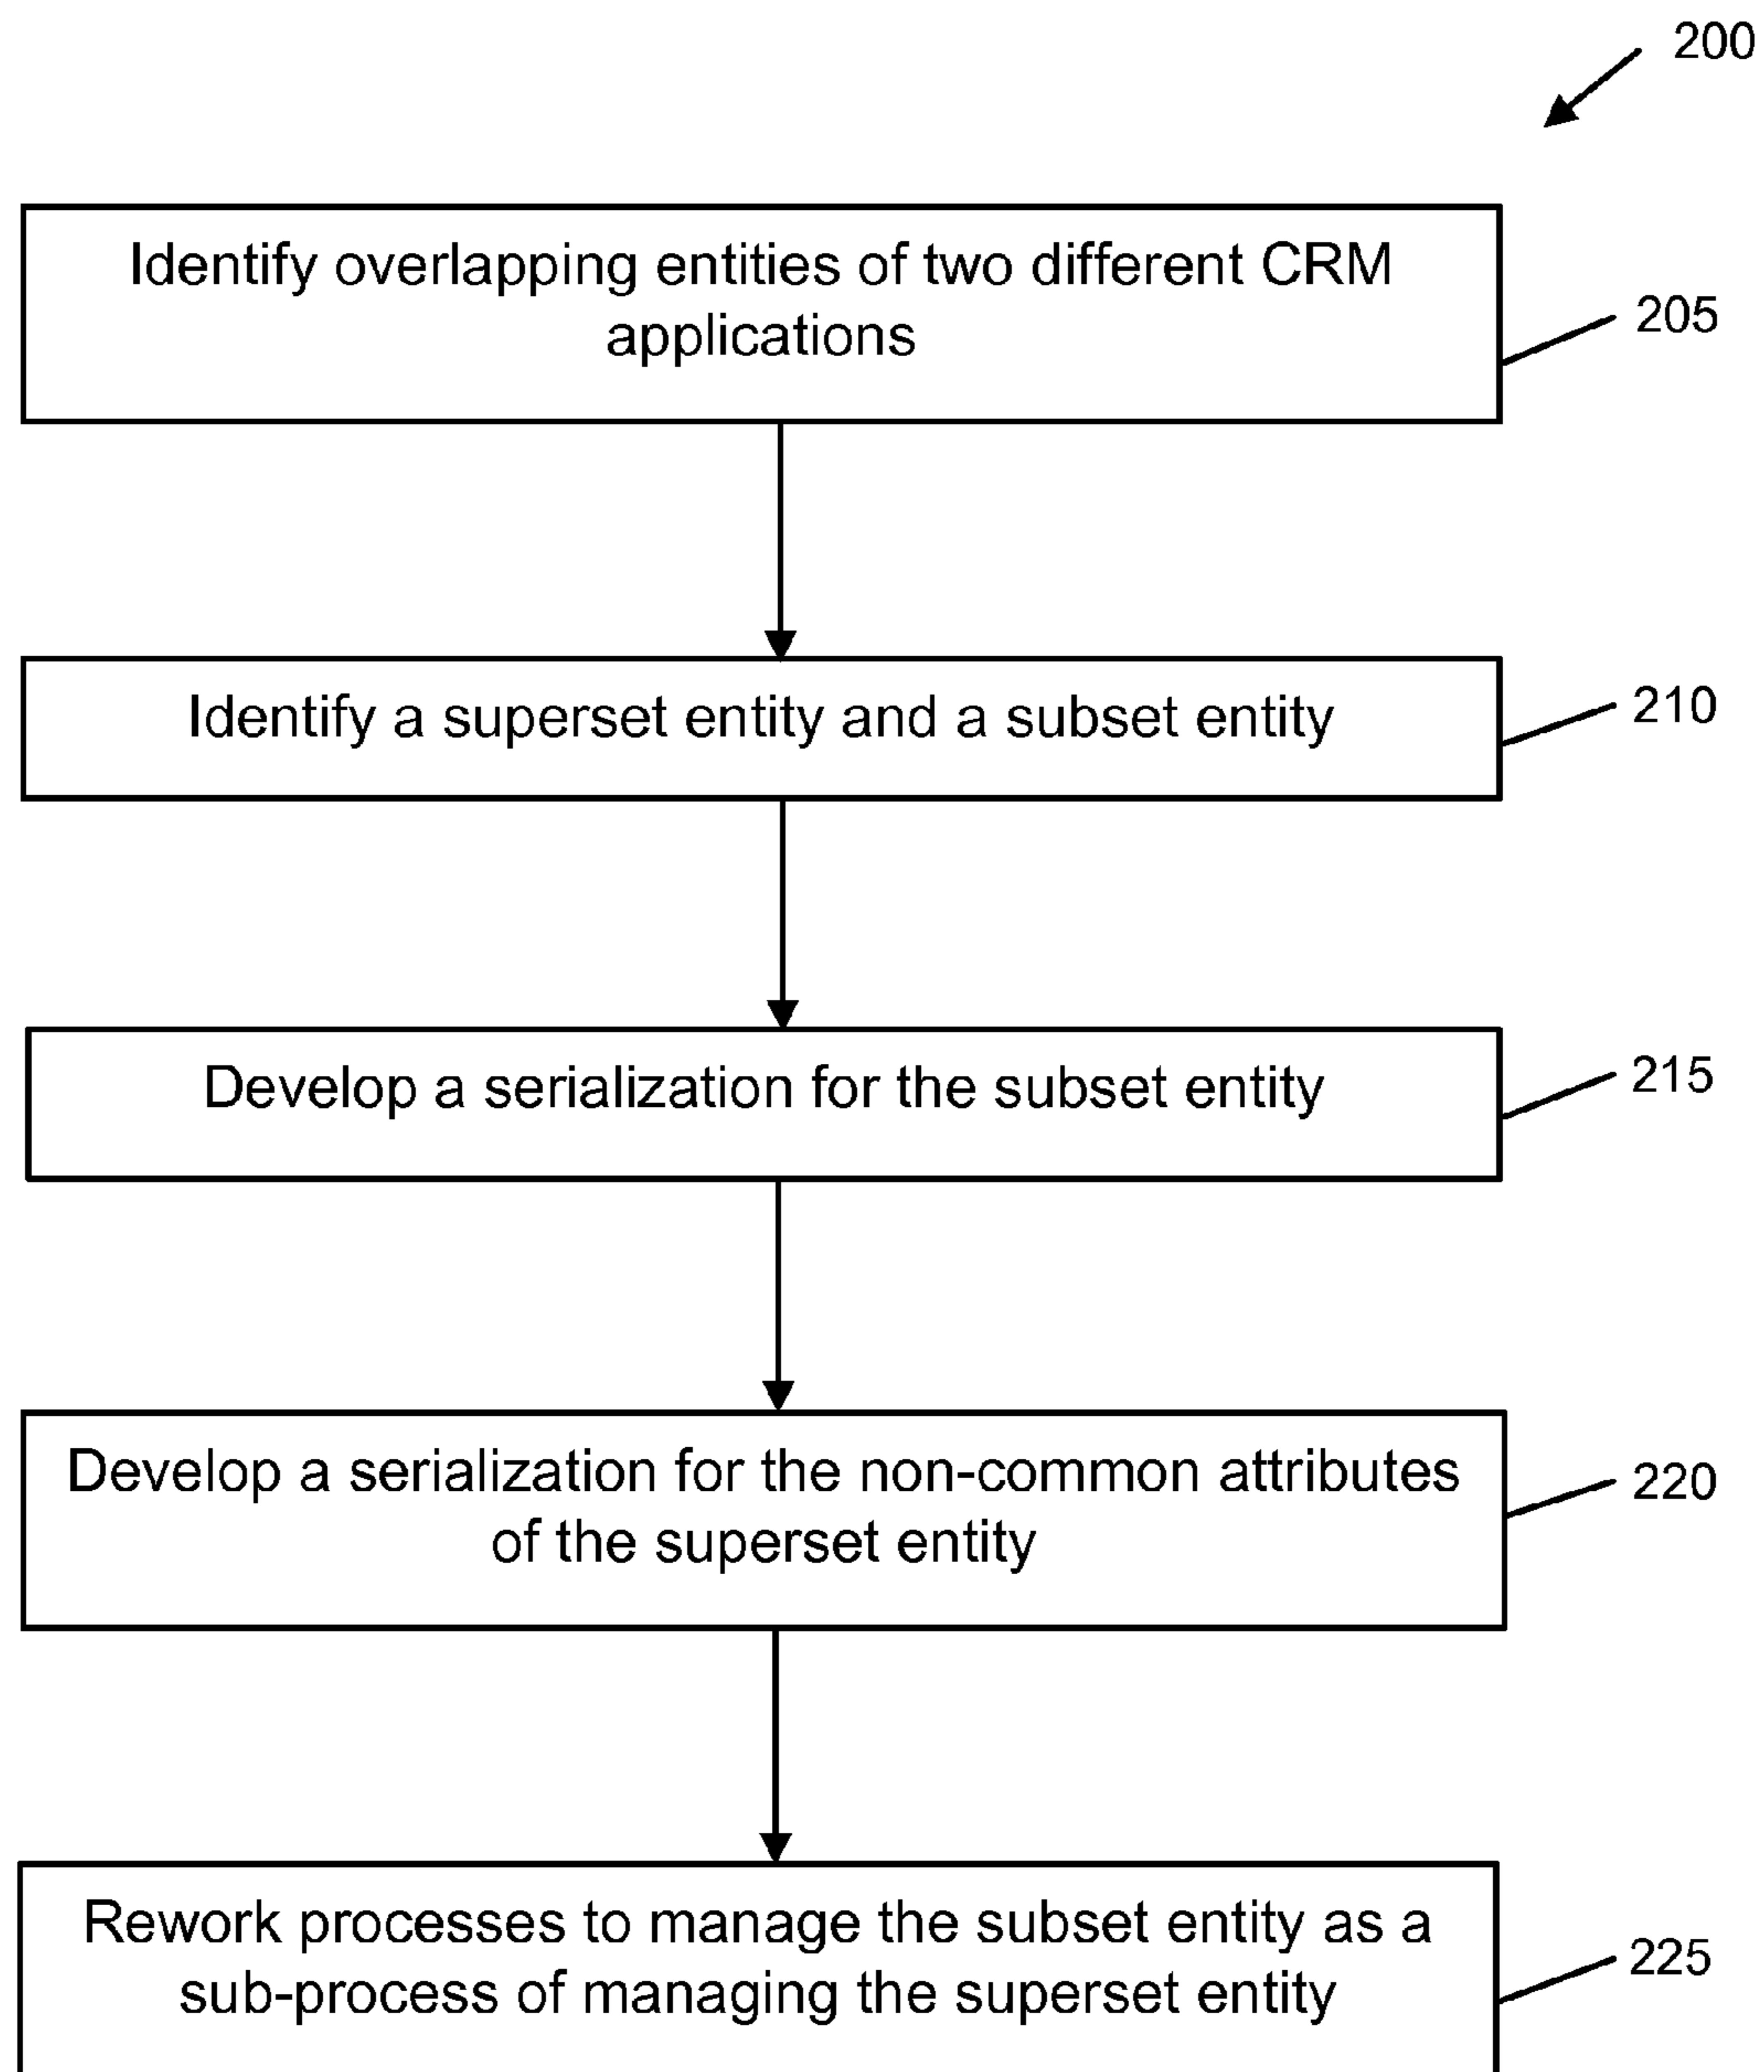 200
Identify overlapping entities of two different CRM
applications
205
Identify a superset entity and a subset entity
210
Develop a serialization for the subset entity
215
Develop a serialization for the non-common attributes
of the superset entity
220
Rework processes to manage the subset entity as a
sub-process of managing the superset entity
225